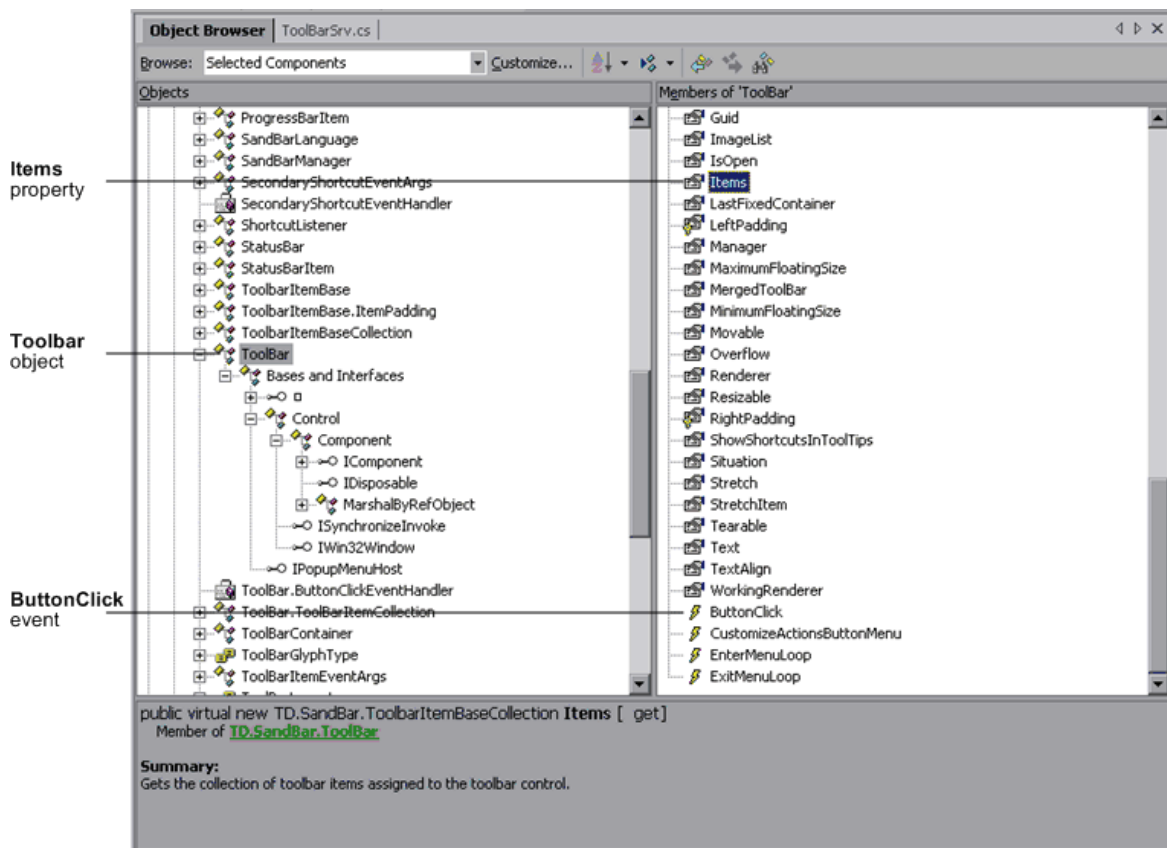 Object Browser ToolBarSrv.cs
Browse: Selected Components Customize...
Objects
Members of 'ToolBar'
ProgressBarItem
SandBarLanguage
SandBarManager
SecondaryShortcutEventArgs
SecondaryShortcutEventHandler
ShortcutListener
StatusBar
StatusBarItem
ToolbarItemBase
ToolbarItemBase.ItemPadding
ToolbarItemBaseCollection
ToolBar
Bases and Interfaces
Control
Component
IComponent
IDisposable
MarshalByRefObject
ISynchronizeInvoke
IWin32Window
IPopupMenuHost
ToolBar.ButtonClickEventHandler
ToolBar.ToolBarItemCollection
ToolBarContainer
ToolBarGlyphType
ToolBarItemEventArgs
Guid
ImageList
IsOpen
Items
LastFixedContainer
LeftPadding
Manager
MaximumFloatingSize
MergedToolBar
MinimumFloatingSize
Movable
Overflow
Renderer
Resizable
RightPadding
ShowShortcutsInToolTips
Situation
Stretch
StretchItem
Tearable
Text
TextAlign
WorkingRenderer
ButtonClick
CustomizeActionsButtonMenu
EnterMenuLoop
ExitMenuLoop
Items
property
Toolbar
object
ButtonClick
event
public virtual new TD.SandBar.ToolbarItemBaseCollection Items [ get]
Member of TD.SandBar.ToolBar
Summary:
Gets the collection of toolbar items assigned to the toolbar control.